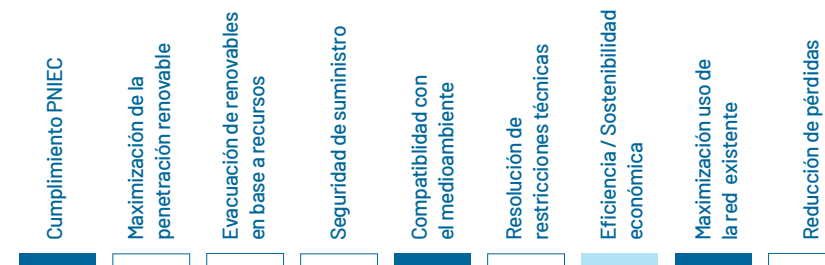 Cumplimiento PNIEC
Maximización de la
penetración renovable
Evacuación de renovables
en base a recursos
Seguridad de suministro
Compatiblidad con
el medioambiente
Resolución de
restricciones técnicas
Eficiencia / Sostenibilidad
económica
Maximización uso de
la red existente
Reducción de pérdidas